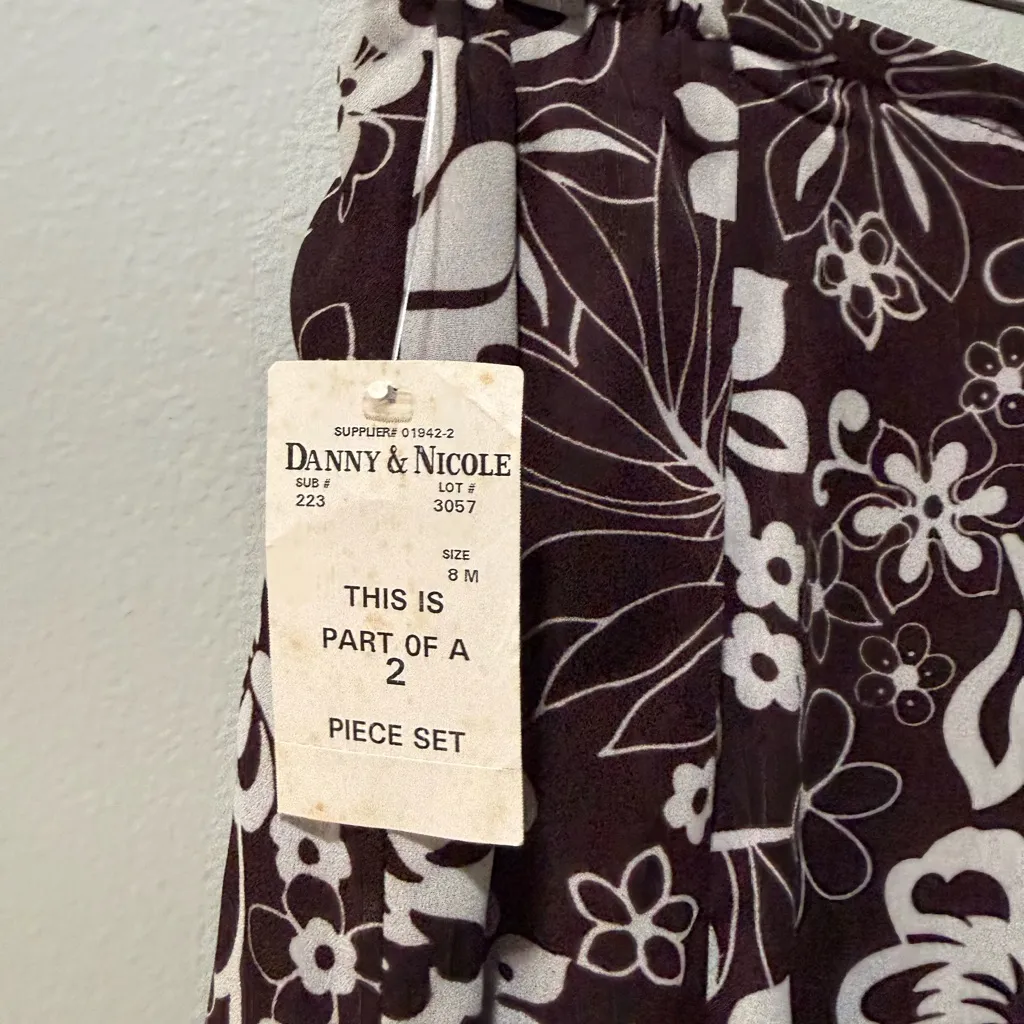 SUPPLIER# 01942-2
DANNY & NICOLE
SUB # LOT #
223 3057
SIZE
8 M
THIS IS
PART OF A
2
PIECE SET